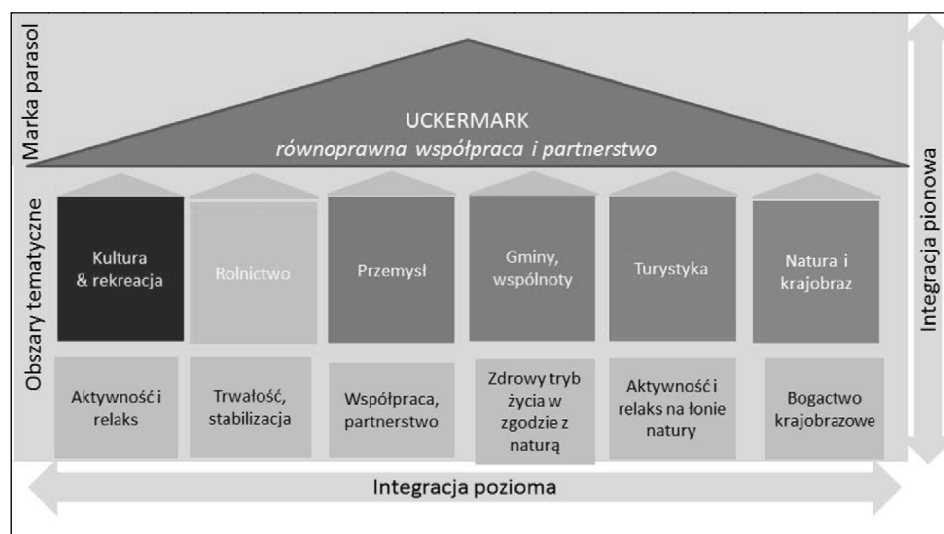 Marka parasol
UCKERMARK
równoprawna współpraca i partnerstwo
Obszary tematyczne
Kultura
& rekreacja
Rolnictwo
Przemysł
Gminy,
wspólnoty
Turystyka
Natura i
krajobraz
Aktywność i
relaks
Trwałość,
stabilizacja
Współpraca,
partnerstwo
Zdrowy tryb
życia w
zgodzie z
naturą
Aktywność i
relaks na łonie
natury
Bogactwo
krajobrazowe
Integracja pionowa
Integracja pozioma